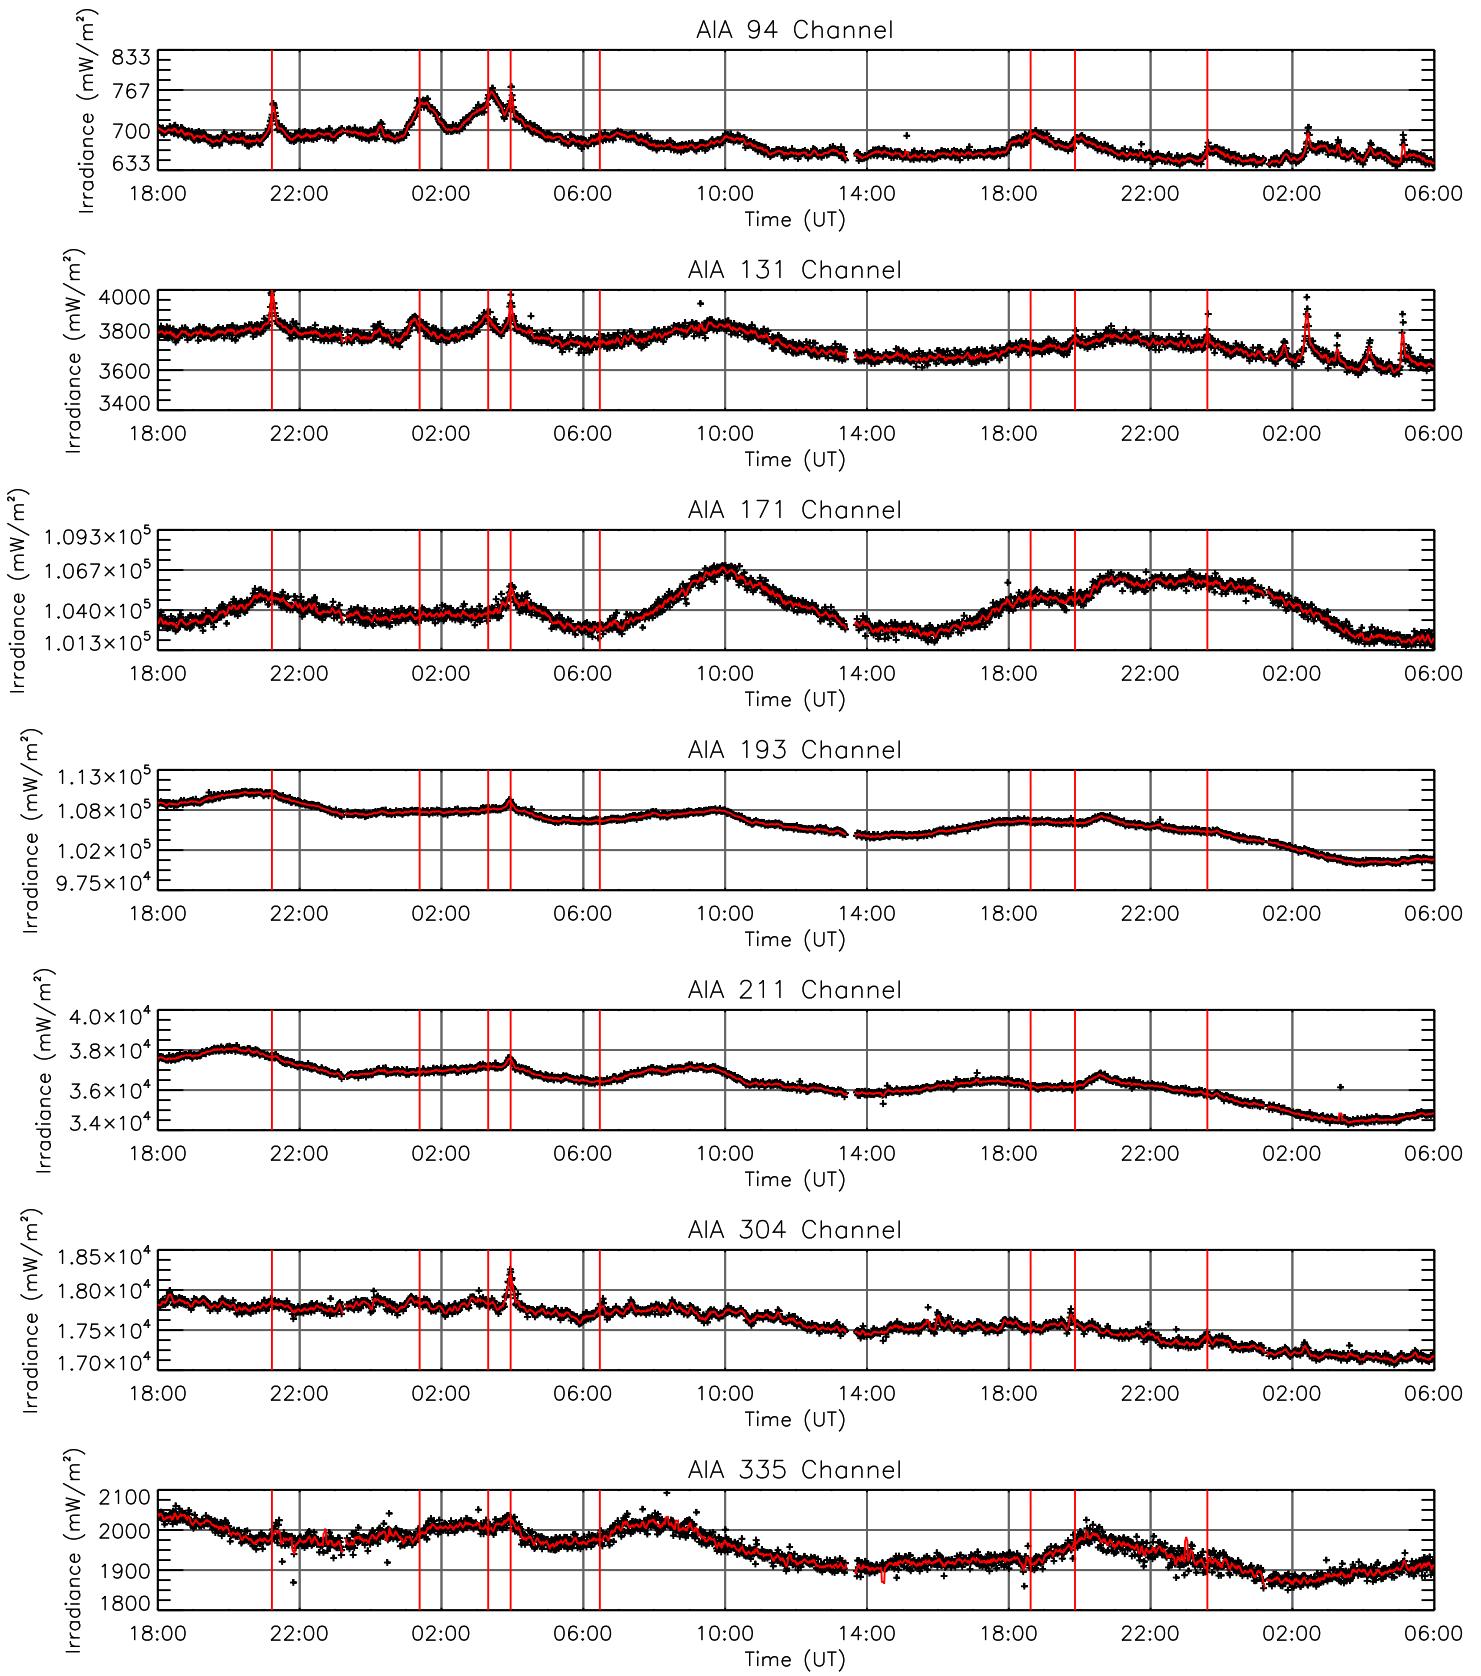 AIA 94 Channel
Irradiance (mW/m²)
833
767
700
633
18:00 22:00 02:00 06:00 10:00 14:00 18:00 22:00 02:00 06:00
Time (UT)
AIA 131 Channel
Irradiance (mW/m²)
4000
3800
3600
3400
18:00 22:00 02:00 06:00 10:00 14:00 18:00 22:00 02:00 06:00
Time (UT)
AIA 171 Channel
Irradiance (mW/m²)
1.093×10⁵
1.067×10⁵
1.040×10⁵
1.013×10⁵
18:00 22:00 02:00 06:00 10:00 14:00 18:00 22:00 02:00 06:00
Time (UT)
AIA 193 Channel
Irradiance (mW/m²)
1.13×10⁵
1.08×10⁵
1.02×10⁵
9.75×10⁴
18:00 22:00 02:00 06:00 10:00 14:00 18:00 22:00 02:00 06:00
Time (UT)
AIA 211 Channel
Irradiance (mW/m²)
4.0×10⁴
3.8×10⁴
3.6×10⁴
3.4×10⁴
18:00 22:00 02:00 06:00 10:00 14:00 18:00 22:00 02:00 06:00
Time (UT)
AIA 304 Channel
Irradiance (mW/m²)
1.85×10⁴
1.80×10⁴
1.75×10⁴
1.70×10⁴
18:00 22:00 02:00 06:00 10:00 14:00 18:00 22:00 02:00 06:00
Time (UT)
AIA 335 Channel
Irradiance (mW/m²)
2100
2000
1900
1800
18:00 22:00 02:00 06:00 10:00 14:00 18:00 22:00 02:00 06:00
Time (UT)